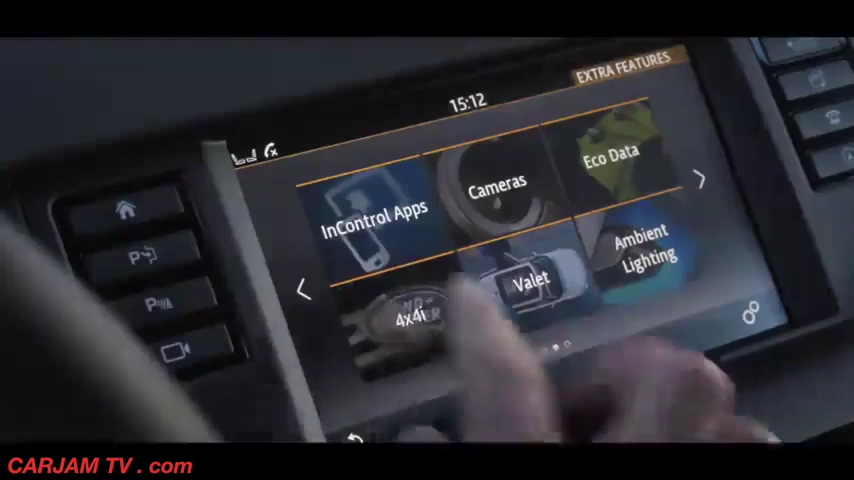 EXTRA FEATURES
15:12
InControl Apps
Cameras
Eco Data
4x4i
Valet
Ambient
Lighting
P
P
CARJAM TV . com